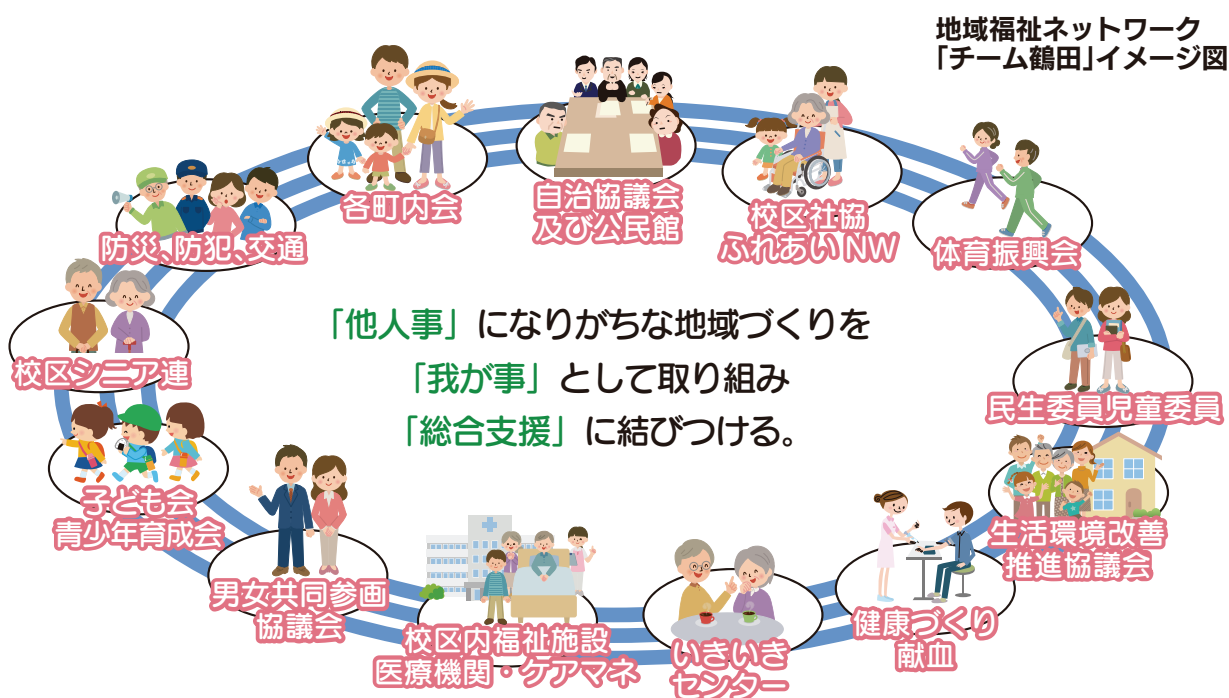 地域福祉ネットワーク
「チーム鶴田」イメージ図
各町内会
自治協議会
及び公民館
校区社協
ふれあいNW
体育振興会
防災、防犯、交通
校区シニア連
民生委員児童委員
「他人事」になりがちな地域づくりを
「我が事」として取り組み
「総合支援」に結びつける。
子ども会
青少年育成会
生活環境改善
推進協議会
男女共同参画
協議会
校区内福祉施設
医療機関・ケアマネ
いきいき
センター
健康づくり
献血